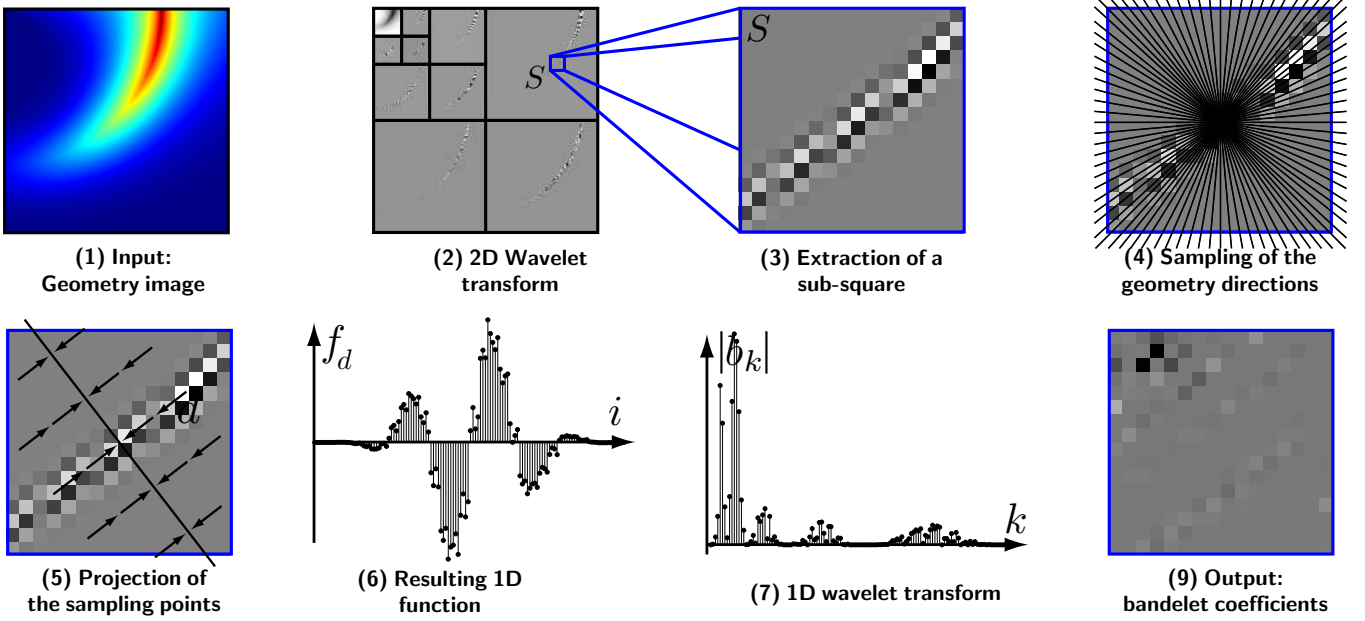 S
S
(1) Input:
Geometry image
(2) 2D Wavelet
transform
(3) Extraction of a
sub-square
(4) Sampling of the
geometry directions
d
f_d
i
|b_k|
k
(5) Projection of
the sampling points
(6) Resulting 1D
function
(7) 1D wavelet transform
(9) Output:
bandelet coefficients